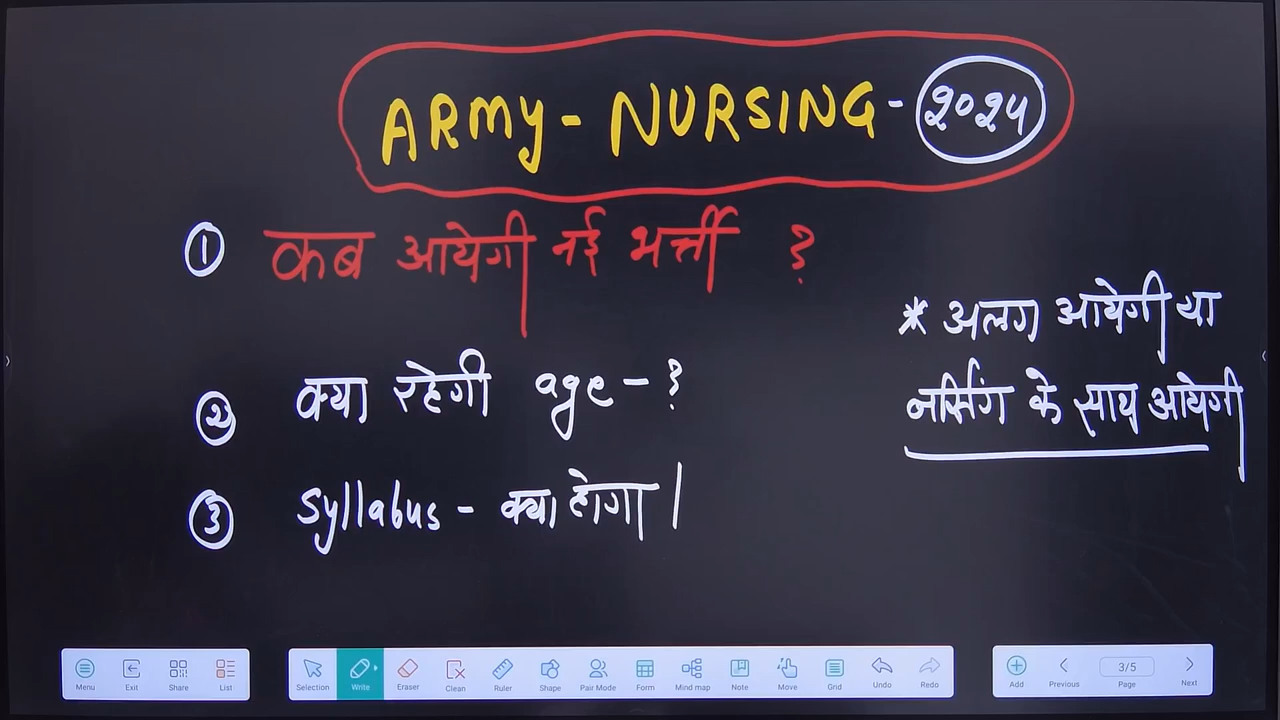 ARMY - NURSING - २०२५
① कब आयेगी नई भर्ती ?
* अलग आयेगी या
नर्सिंग के साथ आयेगी
② क्या रहेगी age - ?
③ Syllabus - क्या होगा |
Menu Exit Share List Selection Write Eraser Clean Ruler Shape Pair Mode Form Mind map Note Move Grid Undo Redo Add Previous 3/5 Page Next